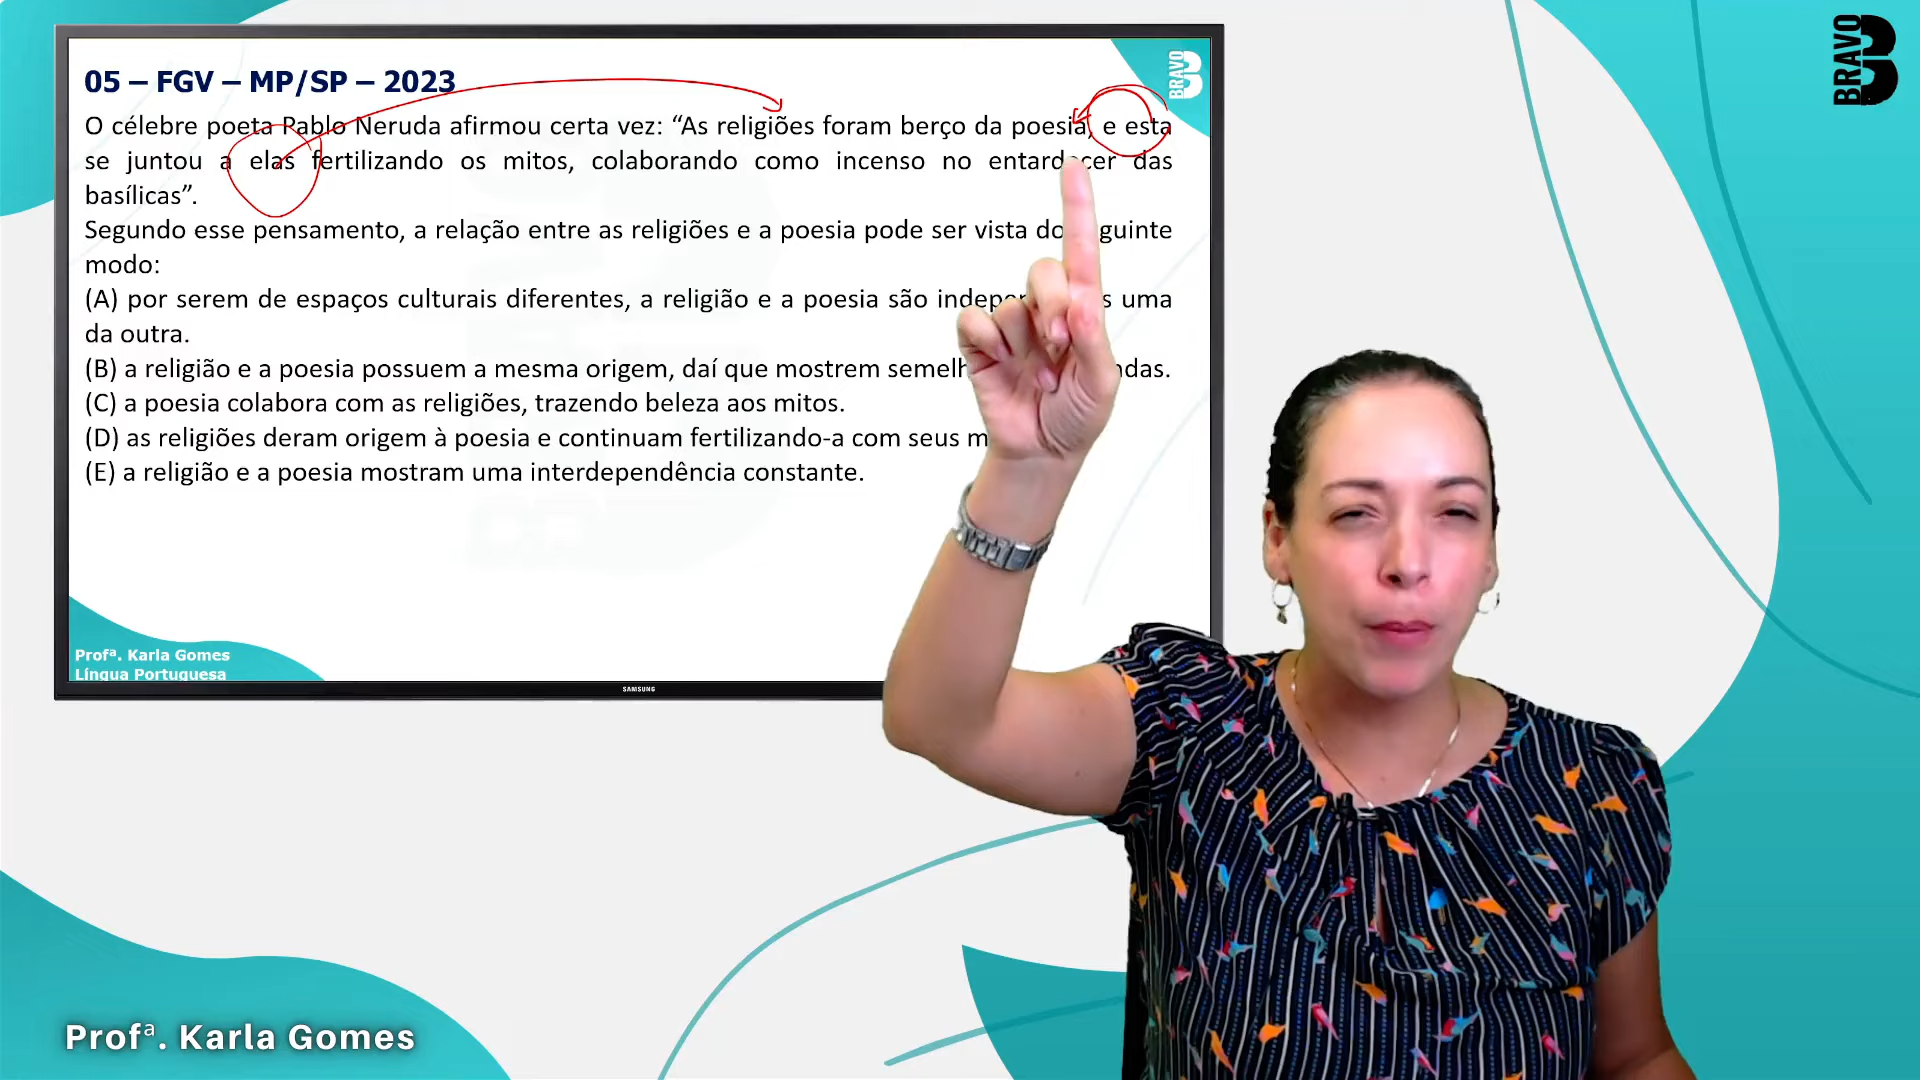 BRAVO
BRAVO
05 – FGV – MP/SP – 2023
O célebre poeta Pablo Neruda afirmou certa vez: “As religiões foram berço da poesia, e esta
se juntou a elas fertilizando os mitos, colaborando como incenso no entardecer das
basílicas”.
Segundo esse pensamento, a relação entre as religiões e a poesia pode ser vista do guinte
modo:
(A) por serem de espaços culturais diferentes, a religião e a poesia são indepen s uma
da outra.
(B) a religião e a poesia possuem a mesma origem, daí que mostrem semelh ndas.
(C) a poesia colabora com as religiões, trazendo beleza aos mitos.
(D) as religiões deram origem à poesia e continuam fertilizando-a com seus m
(E) a religião e a poesia mostram uma interdependência constante.
Profª. Karla Gomes
Língua Portuguesa
SAMSUNG
Profª. Karla Gomes